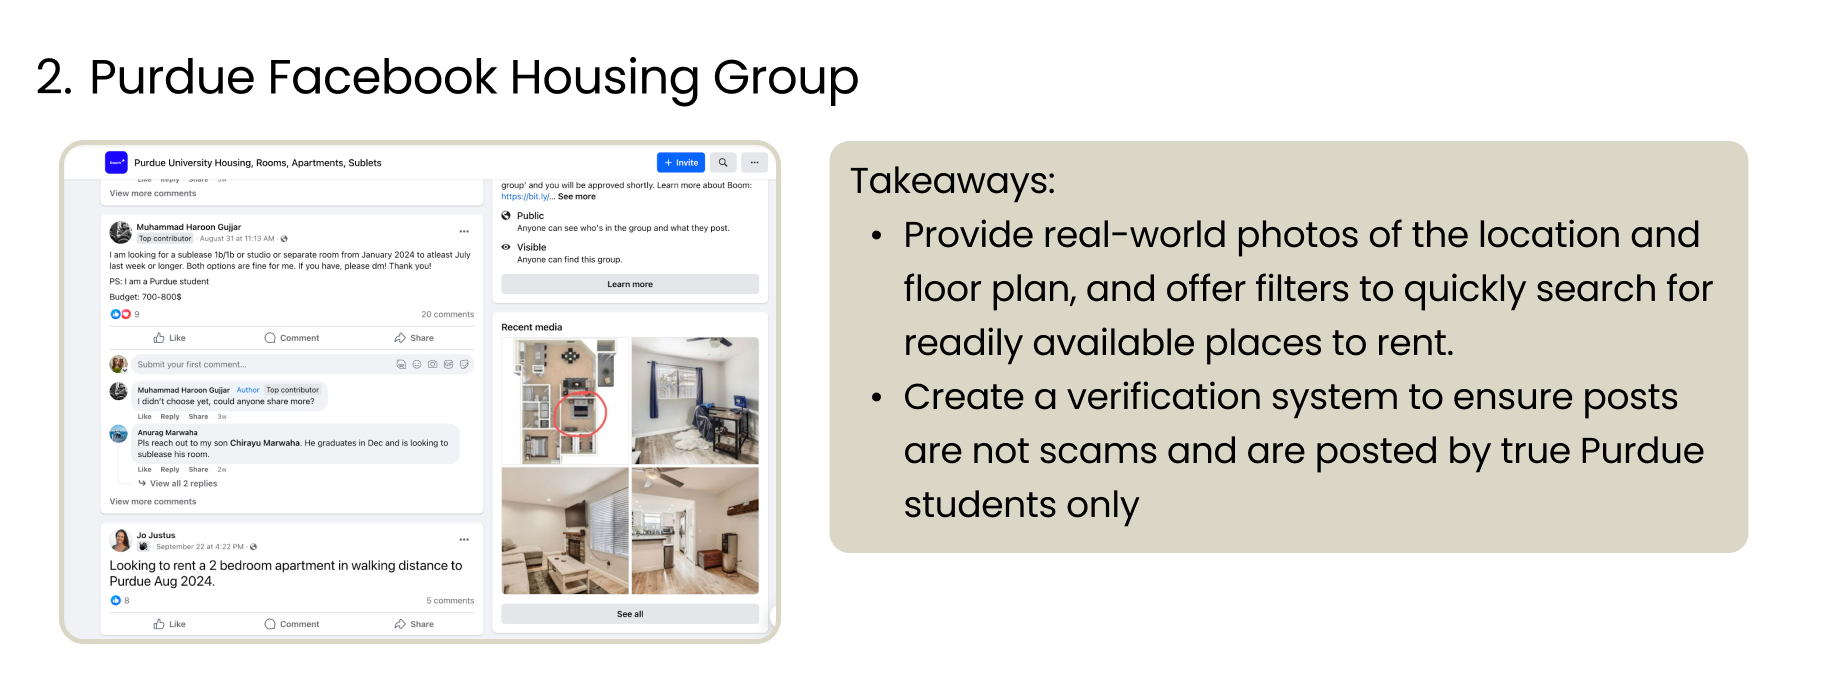 2. Purdue Facebook Housing Group
Purdue University Housing, Rooms, Apartments, Sublets
+ Invite
Like Reply Share 3w
View more comments
Muhammad Haroon Gujjar
Top contributor · August 31 at 11:13 AM ·
I am looking for a sublease 1b/1b or studio or separate room from January 2024 to atleast July
last week or longer. Both options are fine for me. If you have, please dm! Thank you!
PS: I am a Purdue student
Budget: 700-800$
9
20 comments
Like Comment Share
Submit your first comment...
Muhammad Haroon Gujjar Author Top contributor
I didn't choose yet, could anyone share more?
Like Reply Share 3w
Anurag Marwaha
Pls reach out to my son Chirayu Marwaha. He graduates in Dec and is looking to
sublease his room.
Like Reply Share 2w
View all 2 replies
View more comments
Jo Justus
· September 22 at 4:22 PM ·
Looking to rent a 2 bedroom apartment in walking distance to
Purdue Aug 2024.
8
5 comments
Like Comment Share
group' and you will be approved shortly. Learn more about Boom:
https://bit.ly/... See more
Public
Anyone can see who's in the group and what they post.
Visible
Anyone can find this group.
Learn more
Recent media
See all
Takeaways:
• Provide real-world photos of the location and
floor plan, and offer filters to quickly search for
readily available places to rent.
• Create a verification system to ensure posts
are not scams and are posted by true Purdue
students only